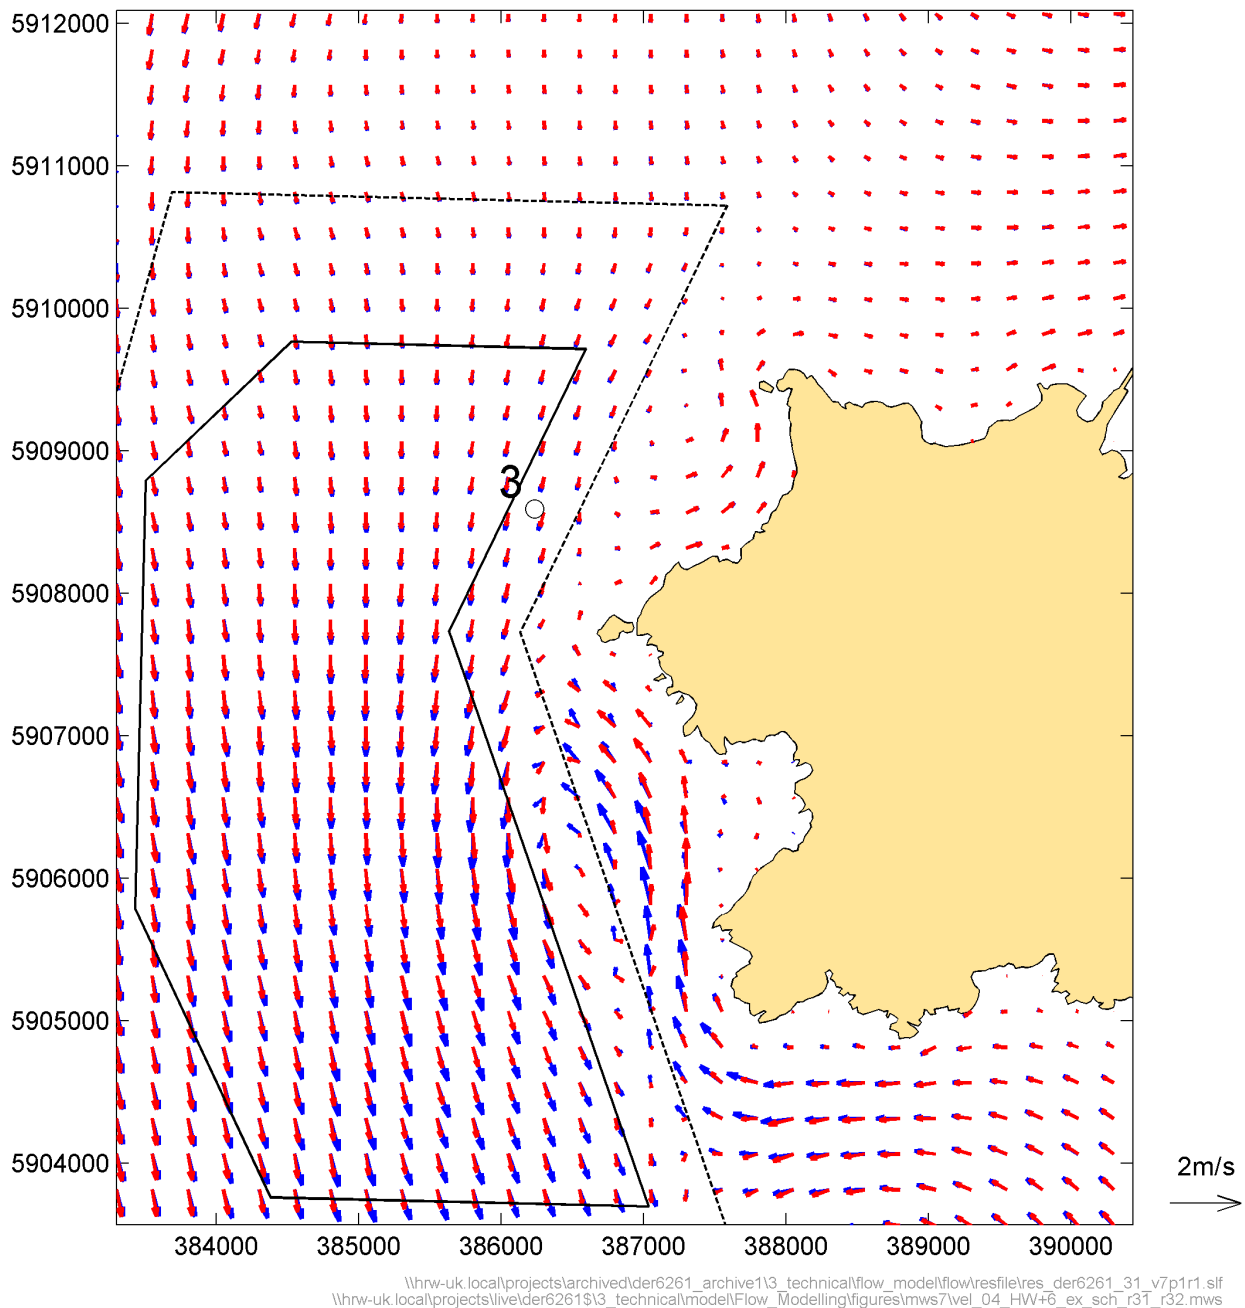 5912000
5911000
5910000
5909000
5908000
5907000
5906000
5905000
5904000
3
2m/s
384000 385000 386000 387000 388000 389000 390000
\\hrw-uk.local\projects\archived\der6261_archive1\3_technical\flow_model\flow\resfile\res_der6261_31_v7p1r1.slf
\\hrw-uk.local\projects\live\der6261$\3_technical\model\Flow_Modelling\figures\mws7\vel_04_HW+6_ex_sch_r31_r32.mws